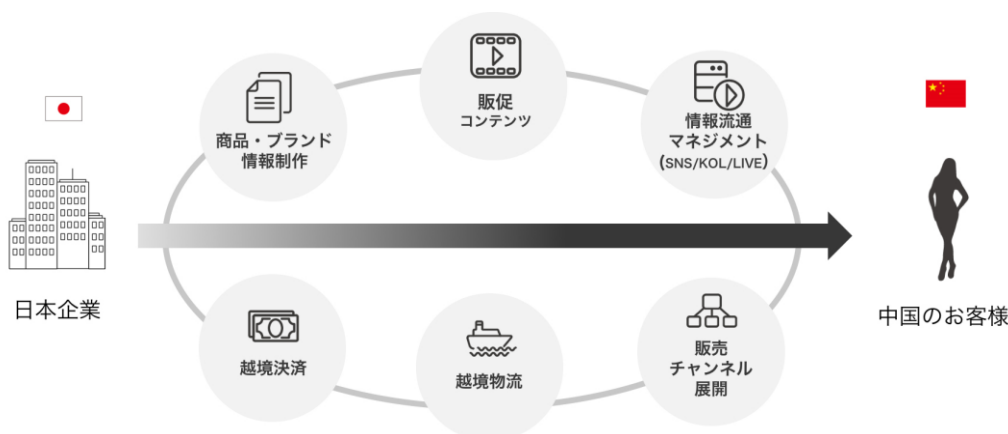 販促
コンテンツ
商品・ブランド
情報制作
情報流通
マネジメント
(SNS/KOL/LIVE)
日本企業
中国のお客様
越境決済
越境物流
販売
チャンネル
展開